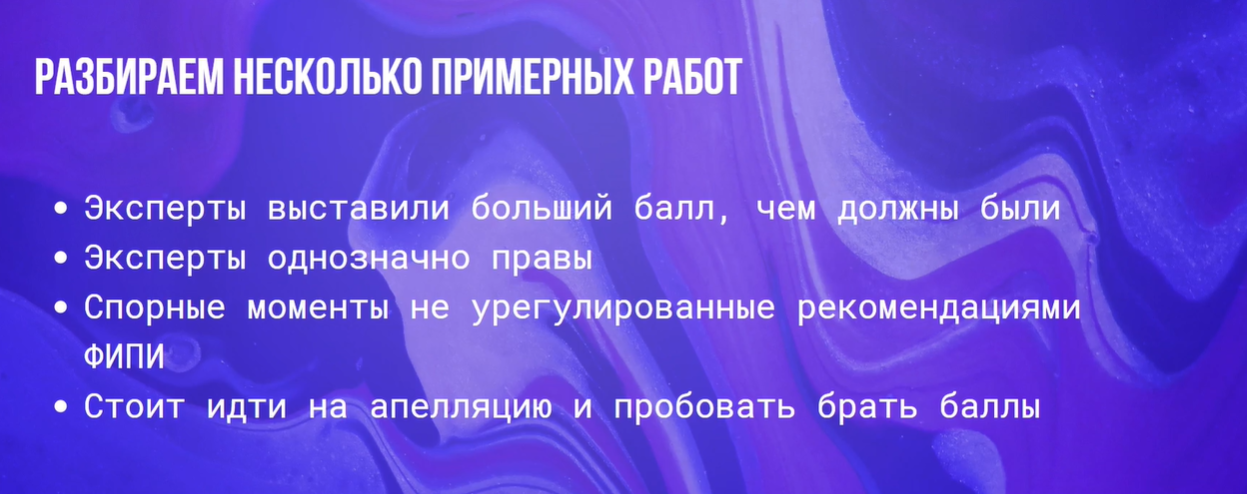 РАЗБИРАЕМ НЕСКОЛЬКО ПРИМЕРНЫХ РАБОТ
• Эксперты выставили больший балл, чем должны были
• Эксперты однозначно правы
• Спорные моменты не урегулированные рекомендациями
ФИПИ
• Стоит идти на апелляцию и пробовать брать баллы